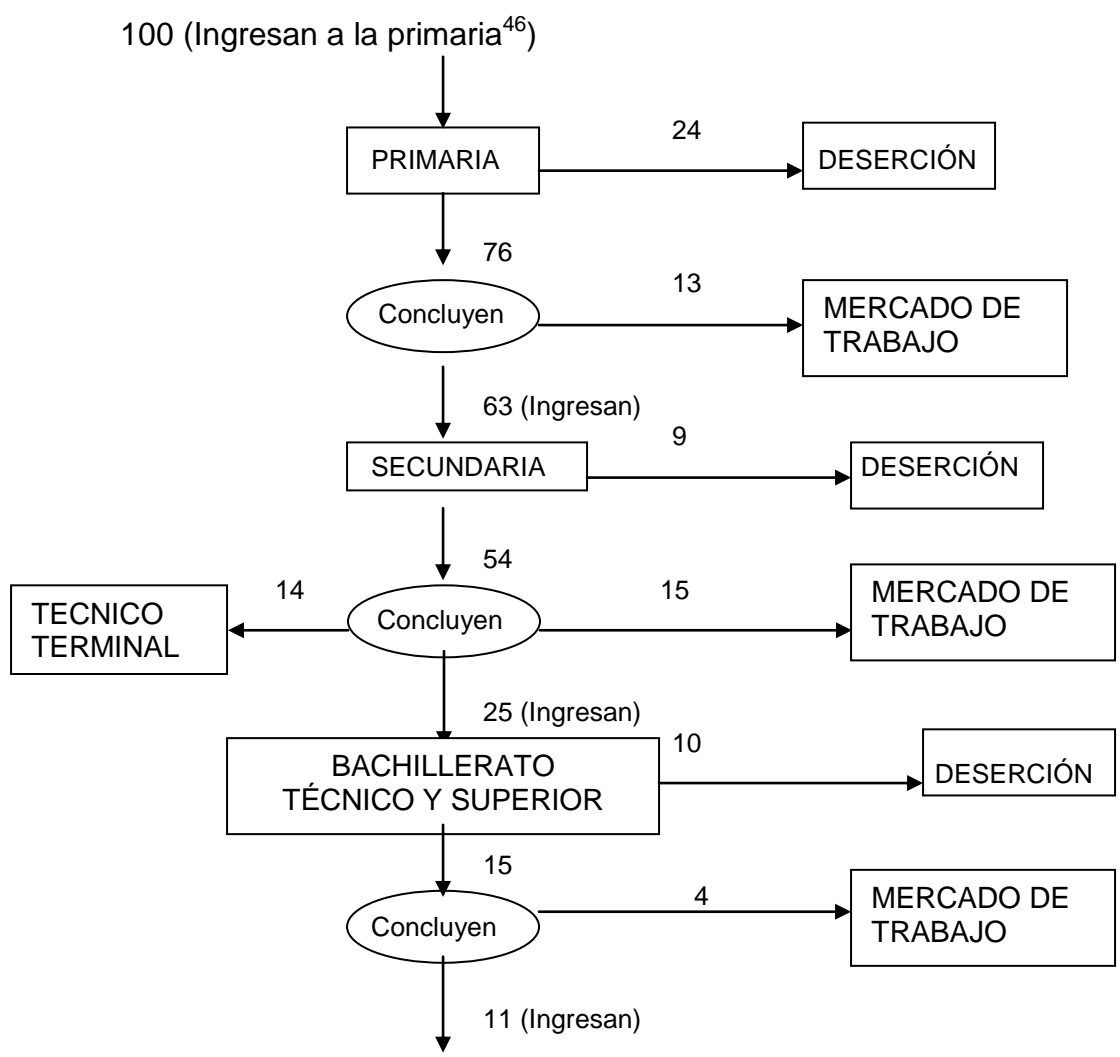 100 (Ingresan a la primaria46)
24
PRIMARIA
DESERCIÓN
76
13
Concluyen
MERCADO DE
TRABAJO
63 (Ingresan)
9
SECUNDARIA
DESERCIÓN
54
14
15
TECNICO
TERMINAL
Concluyen
MERCADO DE
TRABAJO
25 (Ingresan)
10
BACHILLERATO
TÉCNICO Y SUPERIOR
DESERCIÓN
15
4
Concluyen
MERCADO DE
TRABAJO
11 (Ingresan)